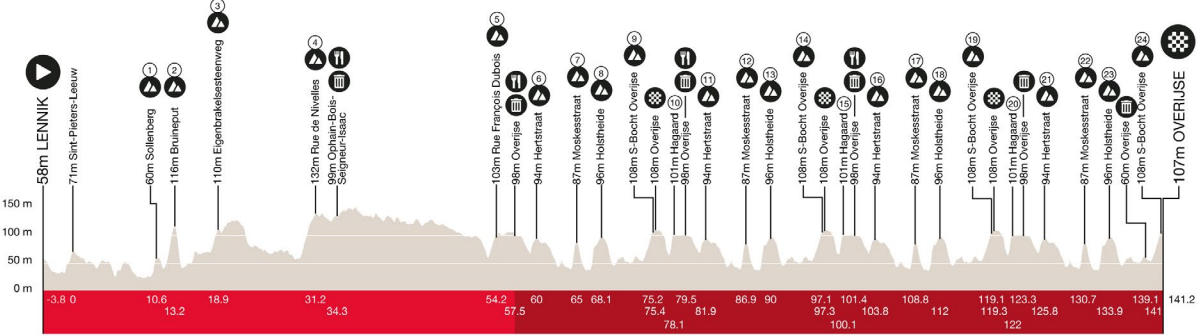 58m LENNIK
71m Sint-Pieters-Leeuw
1
60m Sollenberg
2
116m Bruineput
3
110m Eigenbrakelsesteenweg
4
132m Rue de Nivelles
99m Ophain-Bois-
Seigneur-Isaac
5
103m Rue François Dubois
98m Overijse
6
94m Hertstraat
7
87m Moskesstraat
8
96m Holstheide
9
108m S-Bocht Overijse
108m Overijse
10
101m Hagaard
98m Overijse
11
94m Hertstraat
12
87m Moskesstraat
13
96m Holstheide
14
108m S-Bocht Overijse
108m Overijse
15
101m Hagaard
98m Overijse
16
94m Hertstraat
17
87m Moskesstraat
18
96m Holstheide
19
108m S-Bocht Overijse
108m Overijse
20
101m Hagaard
98m Overijse
21
94m Hertstraat
22
87m Moskesstraat
23
96m Holstheide
60m Overijse
24
108m S-Bocht Overijse
107m OVERIJSE
150 m
100 m
50 m
0 m
-3.8 0 10.6 18.9 31.2 54.2 60 65 68.1 75.2 79.5 86.9 90 97.1 101.4 108.8 112 119.1 123.3 130.7 139.1 141.2
13.2 34.3 57.5 75.4 81.9 97.3 103.8 119.3 125.8 133.9 141
78.1 100.1 122